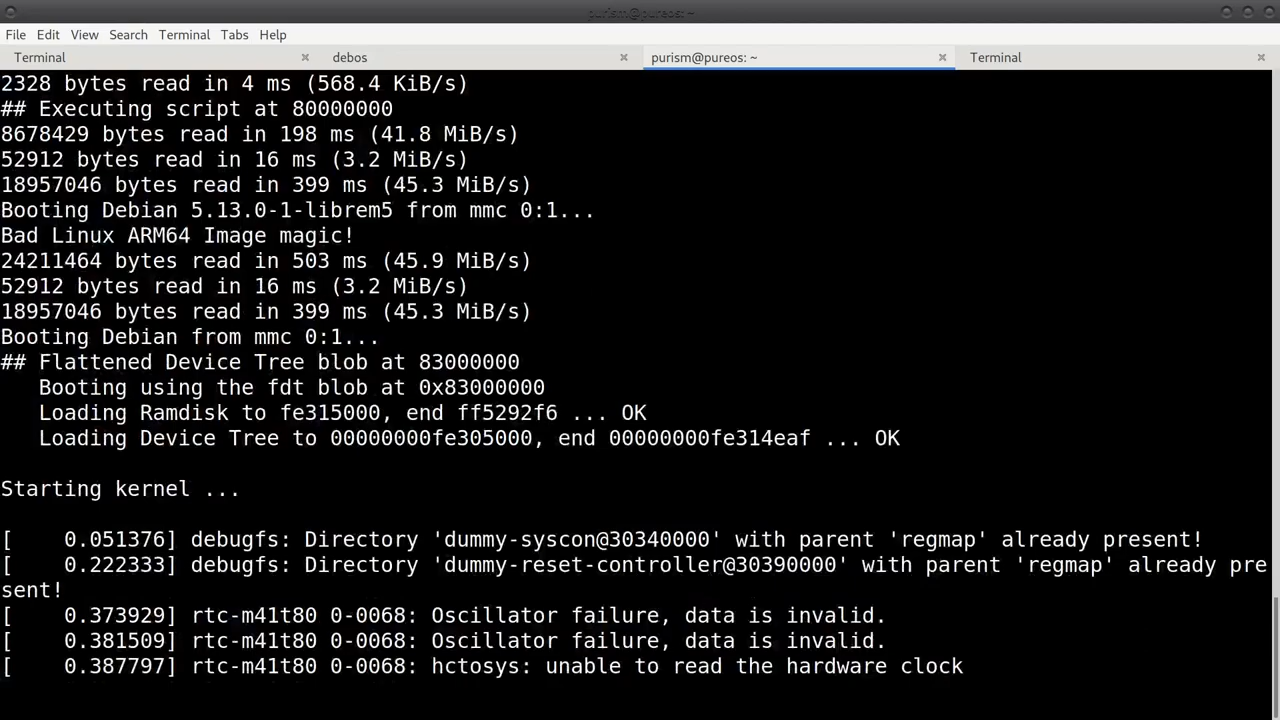 purism@pureos: ~
File Edit View Search Terminal Tabs Help
Terminal debos purism@pureos: ~ Terminal
2328 bytes read in 4 ms (568.4 KiB/s)
## Executing script at 80000000
8678429 bytes read in 198 ms (41.8 MiB/s)
52912 bytes read in 16 ms (3.2 MiB/s)
18957046 bytes read in 399 ms (45.3 MiB/s)
Booting Debian 5.13.0-1-librem5 from mmc 0:1...
Bad Linux ARM64 Image magic!
24211464 bytes read in 503 ms (45.9 MiB/s)
52912 bytes read in 16 ms (3.2 MiB/s)
18957046 bytes read in 399 ms (45.3 MiB/s)
Booting Debian from mmc 0:1...
## Flattened Device Tree blob at 83000000
   Booting using the fdt blob at 0x83000000
   Loading Ramdisk to fe315000, end ff5292f6 ... OK
   Loading Device Tree to 00000000fe305000, end 00000000fe314eaf ... OK
Starting kernel ...
[    0.051376] debugfs: Directory 'dummy-syscon@30340000' with parent 'regmap' already present!
[    0.222333] debugfs: Directory 'dummy-reset-controller@30390000' with parent 'regmap' already pre
sent!
[    0.373929] rtc-m41t80 0-0068: Oscillator failure, data is invalid.
[    0.381509] rtc-m41t80 0-0068: Oscillator failure, data is invalid.
[    0.387797] rtc-m41t80 0-0068: hctosys: unable to read the hardware clock